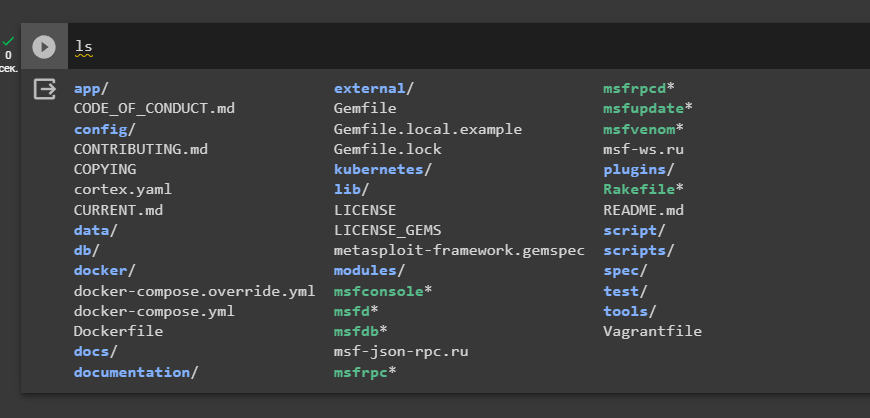 ls
0
сек.
app/ external/ msfrpcd*
CODE_OF_CONDUCT.md Gemfile msfupdate*
config/ Gemfile.local.example msfvenom*
CONTRIBUTING.md Gemfile.lock msf-ws.ru
COPYING kubernetes/ plugins/
cortex.yaml lib/ Rakefile*
CURRENT.md LICENSE README.md
data/ LICENSE_GEMS script/
db/ metasploit-framework.gemspec scripts/
docker/ modules/ spec/
docker-compose.override.yml msfconsole* test/
docker-compose.yml msfd* tools/
Dockerfile msfdb* Vagrantfile
docs/ msf-json-rpc.ru
documentation/ msfrpc*